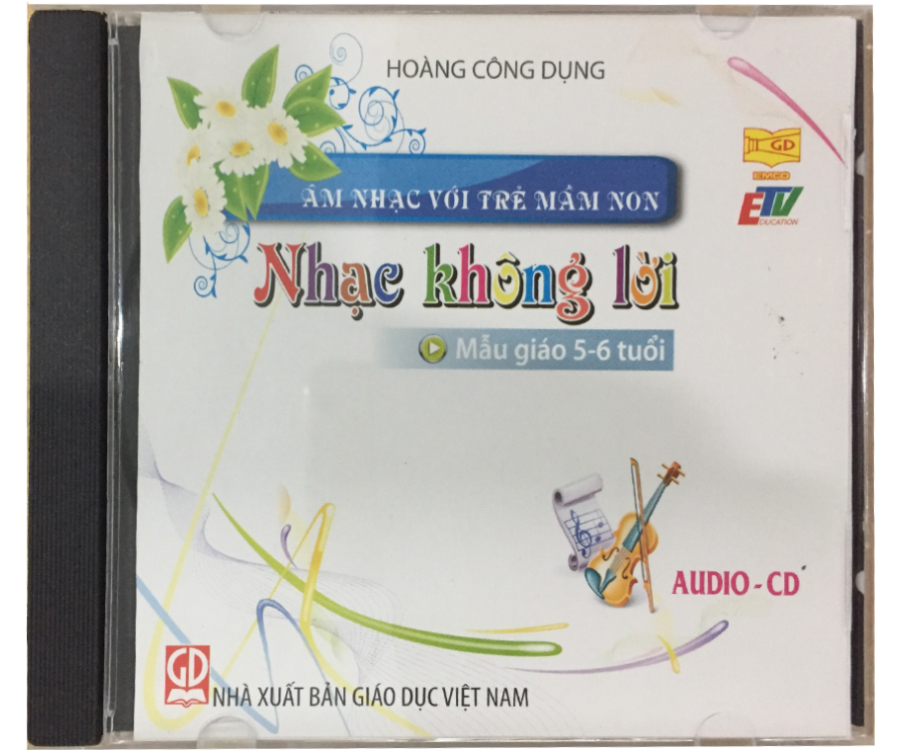 HOÀNG CÔNG DỤNG
GD
EMCO
ETV
EDUCATION
ÂM NHẠC VỚI TRẺ MẦM NON
Nhạc không lời
Mẫu giáo 5-6 tuổi
AUDIO - CD
GD
NHÀ XUẤT BẢN GIÁO DỤC VIỆT NAM